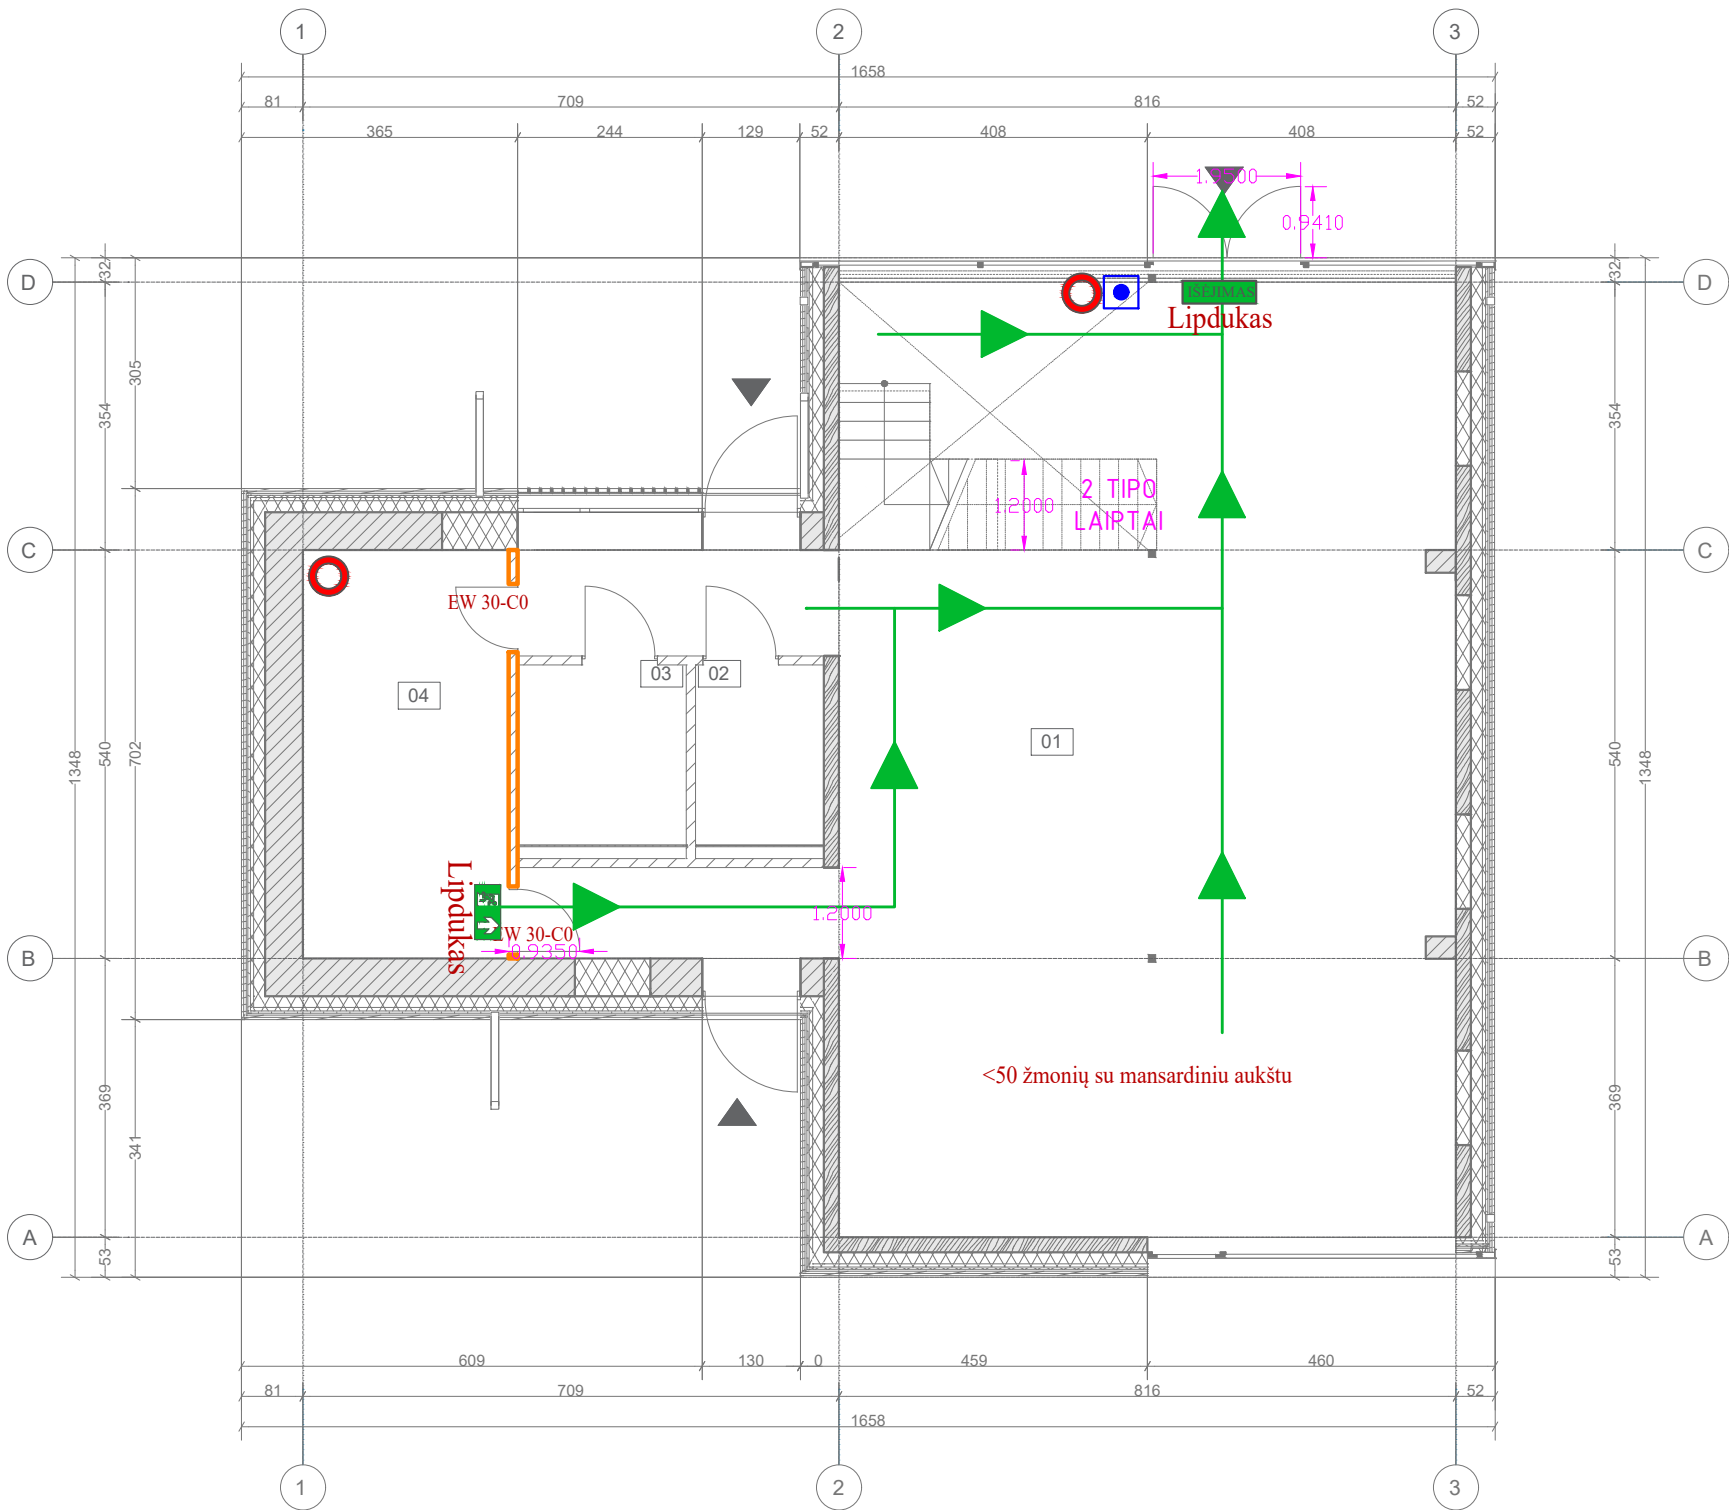 1 2 3
1658
81 709 816 52
365 244 129 52 408 408 52
0.9410
D 32 32 D
IŠĖJIMAS
Lipdukas
305
354 354
2 TIPO
1.2000
LAIPTAI
C C
EW 30-C0
03 02
04
01
1348 540 702 540 1348
Lipdukas
1.2000
EW 30-C0
0.9350
B B
<50 žmonių su mansardiniu aukštu
369 369
341
A A
53 53
609 130 0 459 460
81 709 816 52
1658
1 2 3